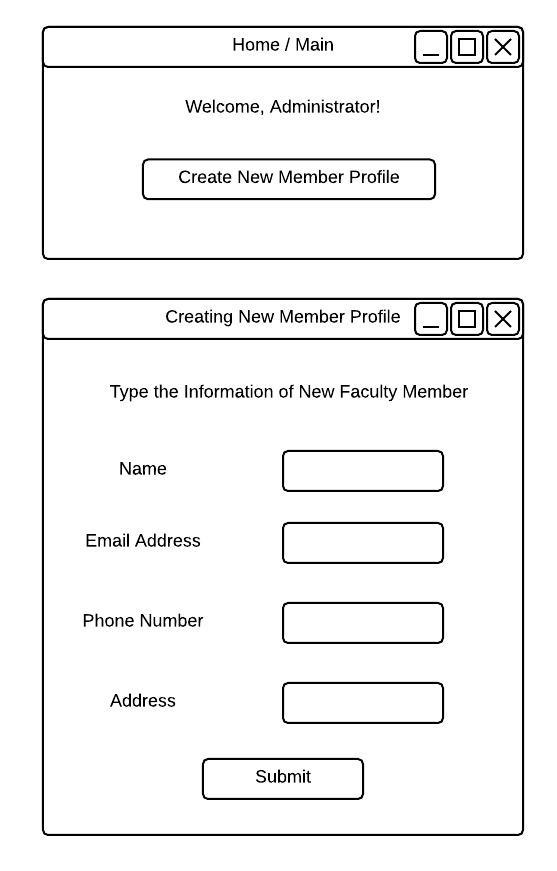 Home / Main
Welcome, Administrator!
Create New Member Profile
Creating New Member Profile
Type the Information of New Faculty Member
Name
Email Address
Phone Number
Address
Submit